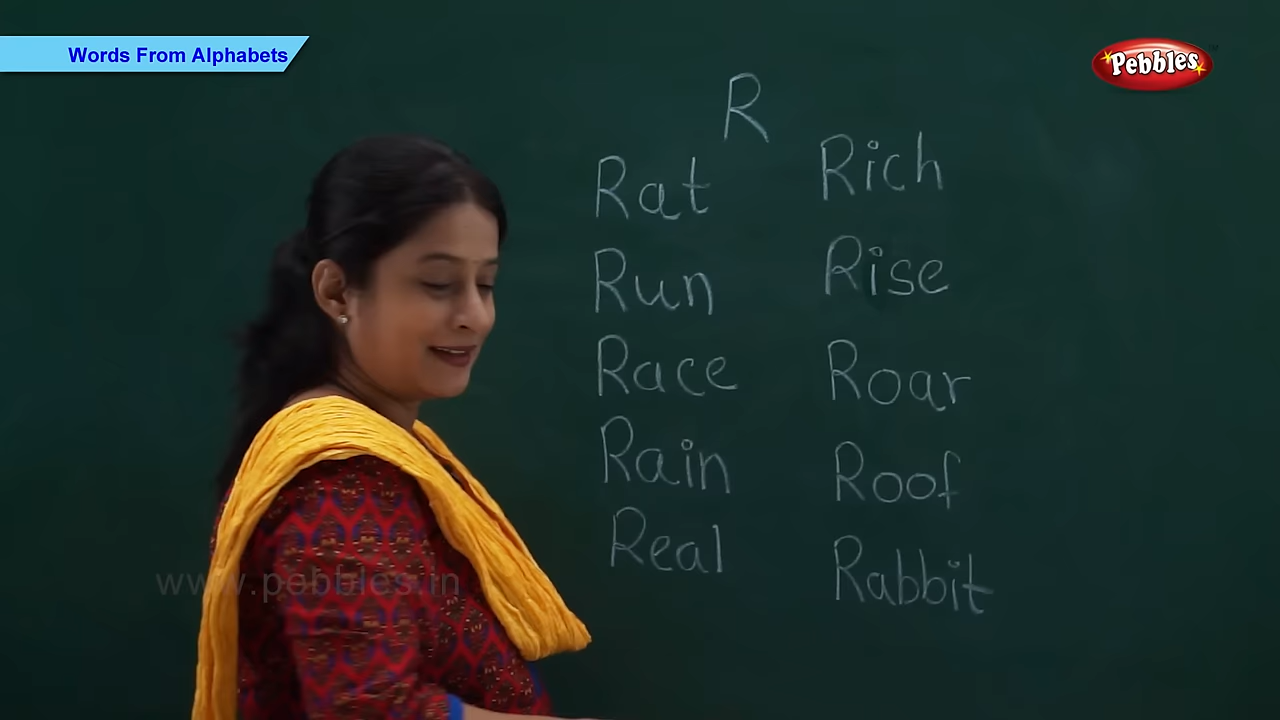 Words From Alphabets
Pebbles
R
Rat
Run
Race
Rain
Real
Rich
Rise
Roar
Roof
Rabbit
www.pebbles.in